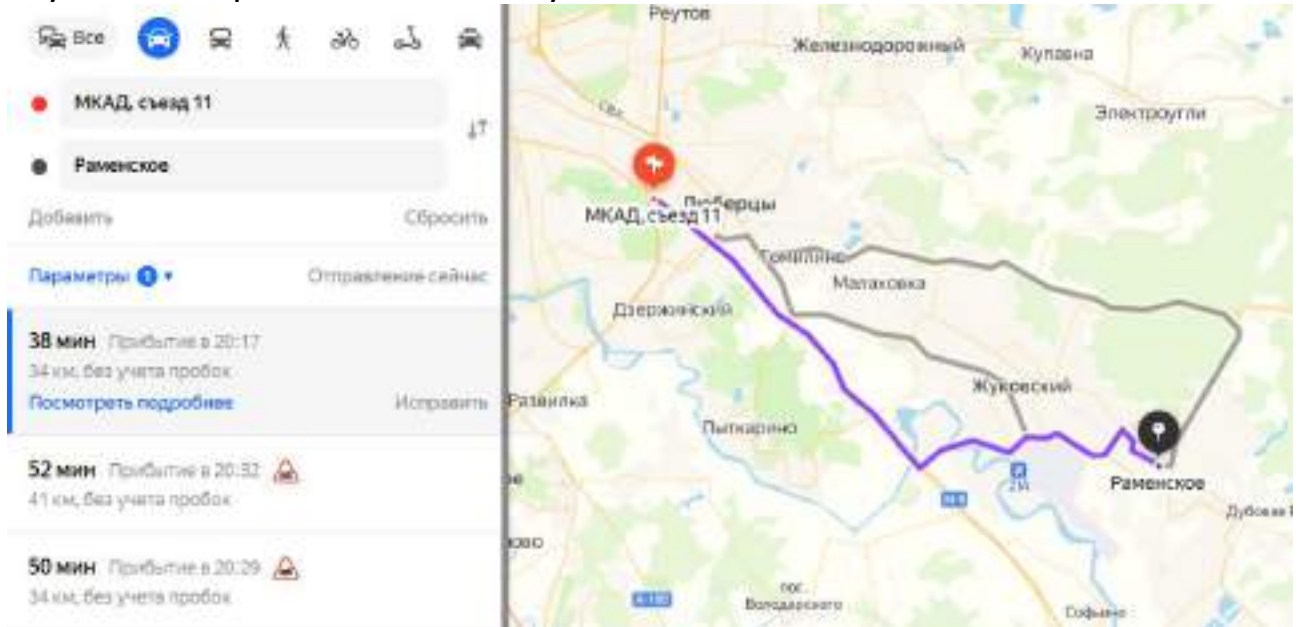 Все
МКАД, съезд 11
Раменское
Добавить
Сбросить
Параметры 1
Отправление сейчас
38 мин Прибытие в 20:17
34 км, без учета пробок
Посмотреть подробнее
Исправить
52 мин Прибытие в 20:32
41 км, без учета пробок
50 мин Прибытие в 20:29
34 км, без учета пробок
Реутов
Железнодорожный
Купавна
Электроугли
Люберцы
МКАД, съезд 11
Томилино
Малаховка
Дзержинский
Жуковский
Развилка
Лыткарино
Раменское
пос.
Володарского
Софьино